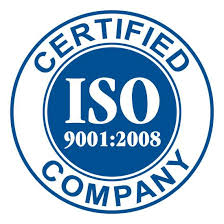 CERTIFIED
ISO
9001:2008
COMPANY